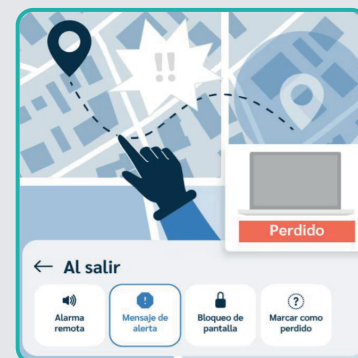 !!
Perdido
← Al salir
Alarma
remota
Mensaje de
alerta
Bloqueo de
pantalla
Marcar como
perdido